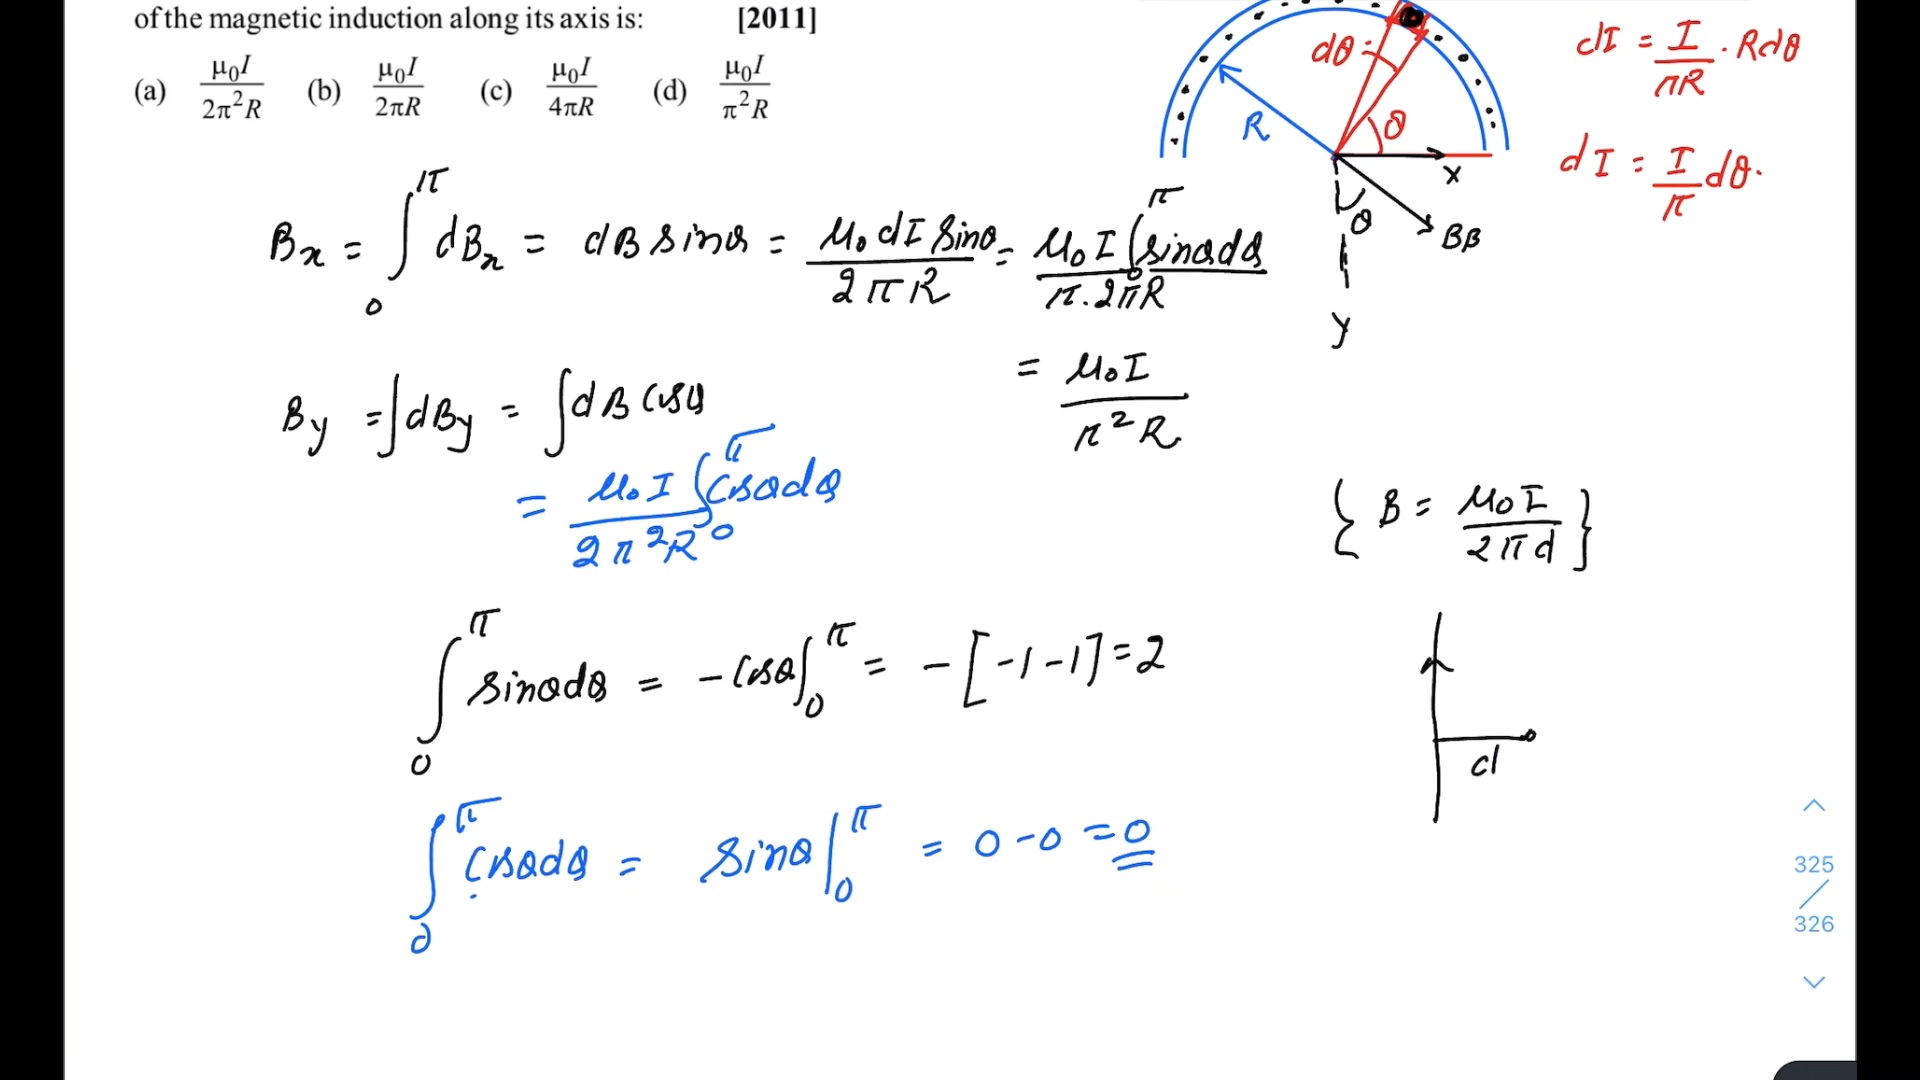 of the magnetic induction along its axis is: [2011]
(a) μ₀I / 2π²R (b) μ₀I / 2πR (c) μ₀I / 4πR (d) μ₀I / π²R
dθ
R
θ
x
θ
BB
y
dI = I/πR · Rdθ
dI = I/π dθ.
Bx = ∫₀^π dBx = dB sinθ = μ₀ dI sinθ / 2πR = μ₀I ∫₀^π sinθdθ / π.2πR
= μ₀I / π²R
By = ∫dBy = ∫dB cosθ
= μ₀I / 2π²R ∫₀^π cosθdθ
{ B = μ₀I / 2πd }
∫₀^π sinθdθ = -cosθ|₀^π = -[-1-1] = 2
d
∫₀^π cosθdθ = sinθ|₀^π = 0-0 = 0
325
326